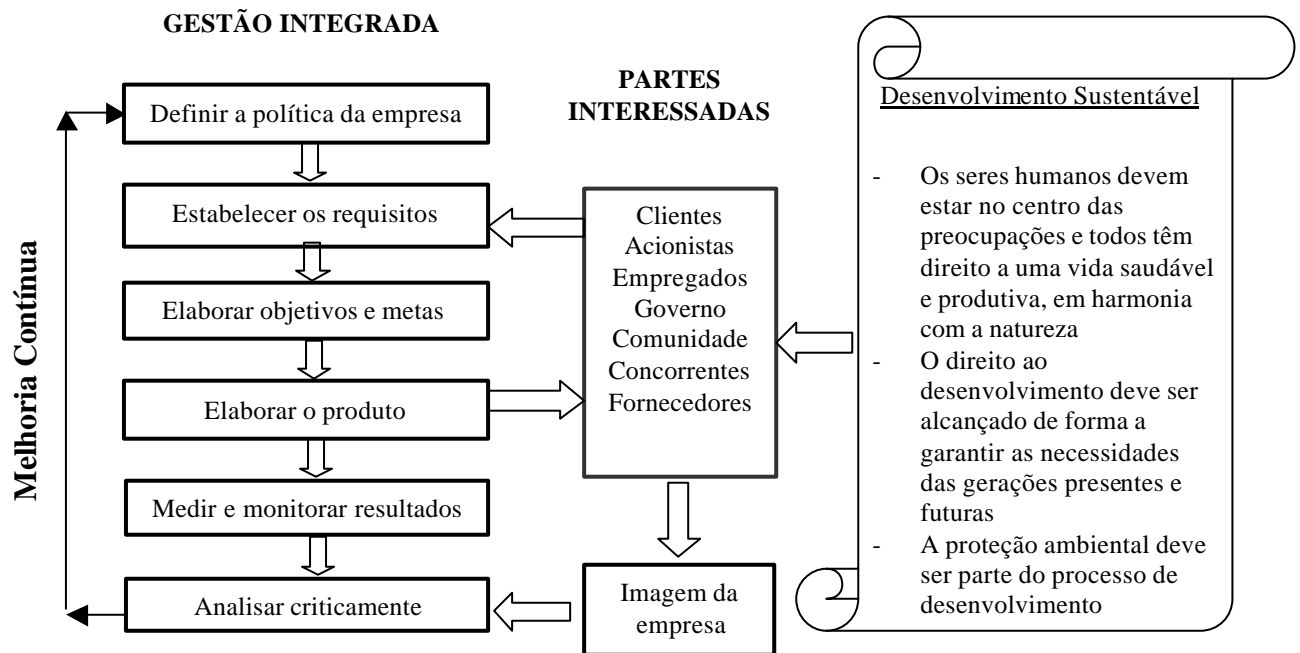 GESTÃO INTEGRADA
Definir a política da empresa
Estabelecer os requisitos
Elaborar objetivos e metas
Elaborar o produto
Medir e monitorar resultados
Analisar criticamente
Melhoria Contínua
PARTES
INTERESSADAS
Clientes
Acionistas
Empregados
Governo
Comunidade
Concorrentes
Fornecedores
Imagem da
empresa
Desenvolvimento Sustentável
- Os seres humanos devem
estar no centro das
preocupações e todos têm
direito a uma vida saudável
e produtiva, em harmonia
com a natureza
- O direito ao
desenvolvimento deve ser
alcançado de forma a
garantir as necessidades
das gerações presentes e
futuras
- A proteção ambiental deve
ser parte do processo de
desenvolvimento